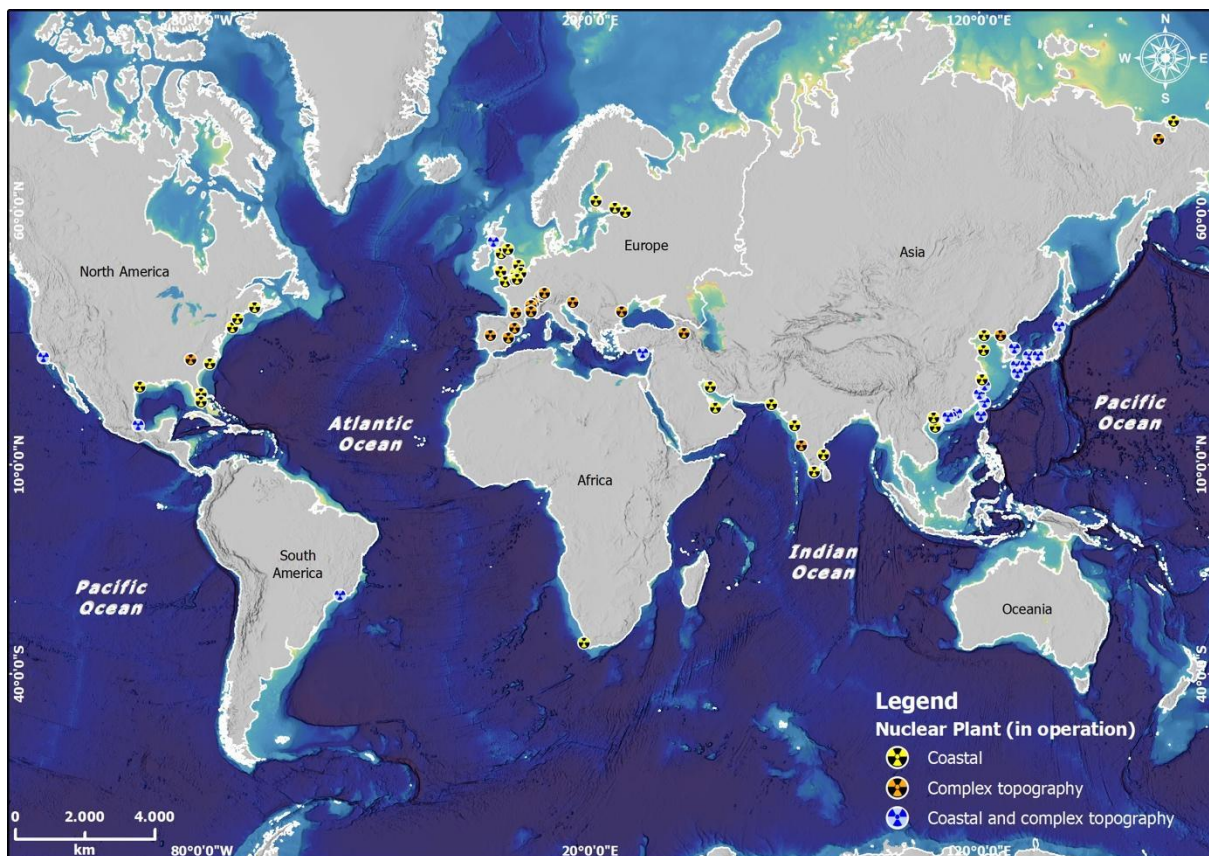 80°0'0"W
20°0'0"E
120°0'0"E
N
W
E
S
60°0'0"N
60°0'0"N
Europe
Asia
North America
Atlantic
Ocean
Pacific
Ocean
10°0'0"N
10°0'0"N
Africa
South
America
Indian
Ocean
Pacific
Ocean
Oceania
40°0'0"S
40°0'0"S
Legend
Nuclear Plant (in operation)
Coastal
Complex topography
Coastal and complex topography
0
2.000
4.000
km
80°0'0"W
20°0'0"E
120°0'0"E